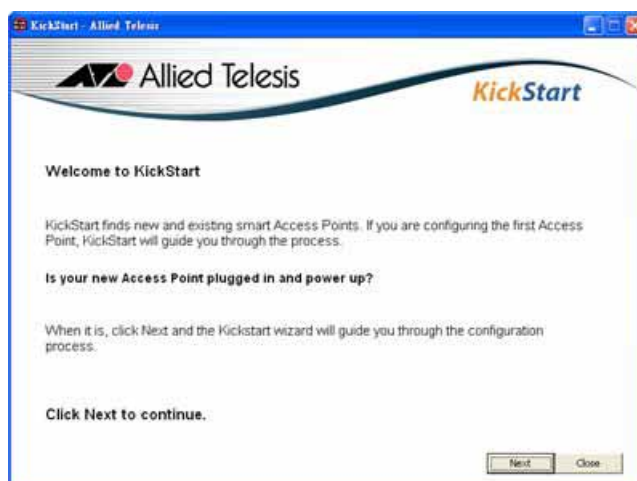 KickStart - Allied Telesis
Allied Telesis
KickStart
Welcome to KickStart
KickStart finds new and existing smart Access Points. If you are configuring the first Access
Point, KickStart will guide you through the process.
Is your new Access Point plugged in and power up?
When it is, click Next and the Kickstart wizard will guide you through the configuration
process.
Click Next to continue.
Next
Close